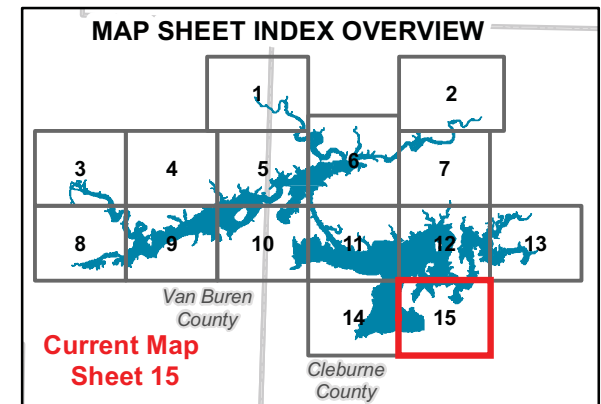 MAP SHEET INDEX OVERVIEW
1
2
3
4
5
6
7
8
9
10
11
12
13
Van Buren
County
14
15
Current Map
Sheet 15
Cleburne
County